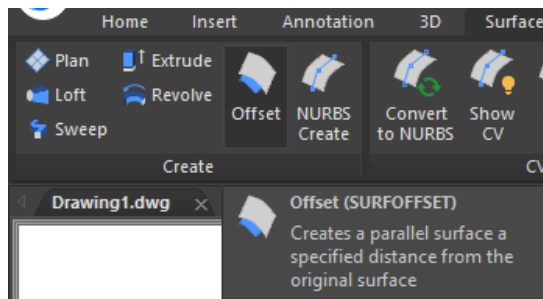 Home Insert Annotation 3D Surface
Plan Extrude
Loft Revolve
Sweep
Offset NURBS Create
Convert to NURBS Show CV
Create CV
Drawing1.dwg
Offset (SURFOFFSET)
Creates a parallel surface a
specified distance from the
original surface